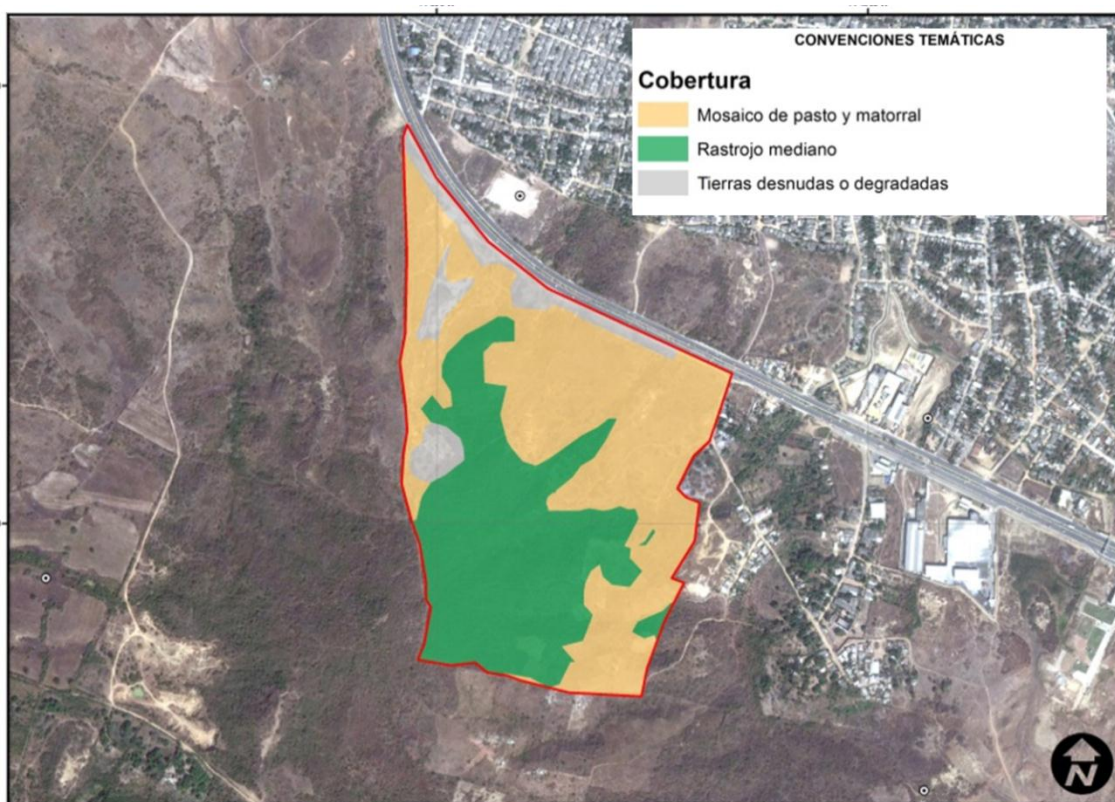 CONVENCIONES TEMÁTICAS
Cobertura
Mosaico de pasto y matorral
Rastrojo mediano
Tierras desnudas o degradadas
N